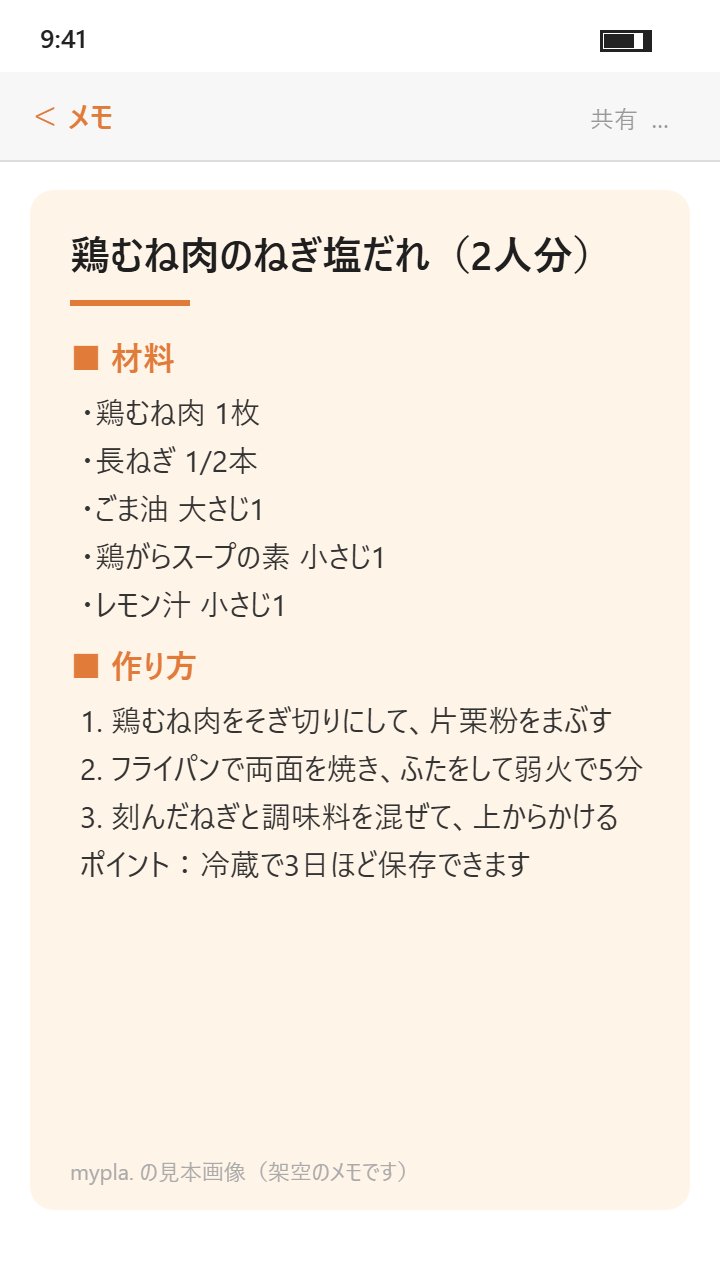 9:41
< メモ
共有 ...
鶏むね肉のねぎ塩だれ（2人分）
■ 材料
・鶏むね肉 1枚
・長ねぎ 1/2本
・ごま油 大さじ1
・鶏がらスープの素 小さじ1
・レモン汁 小さじ1
■ 作り方
1. 鶏むね肉をそぎ切りにして、片栗粉をまぶす
2. フライパンで両面を焼き、ふたをして弱火で5分
3. 刻んだねぎと調味料を混ぜて、上からかける
ポイント：冷蔵で3日ほど保存できます
mypla. の見本画像（架空のメモです）